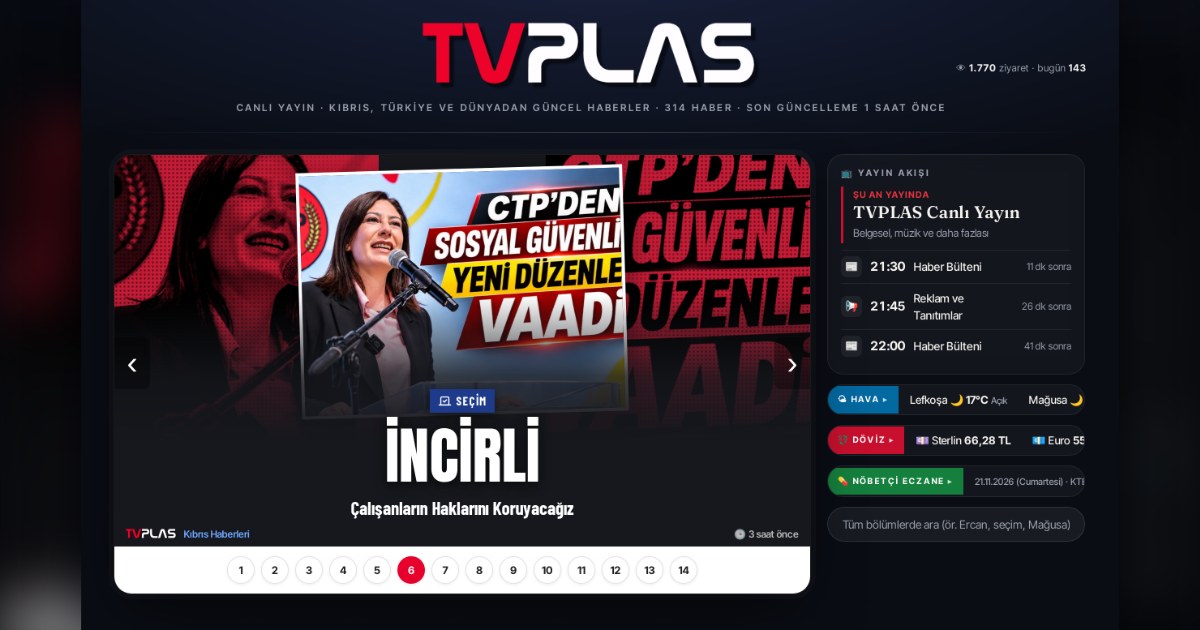 TVPLAS
1.770 ziyaret · bugün 143
CANLI YAYIN · KIBRIS, TÜRKİYE VE DÜNYADAN GÜNCEL HABERLER · 314 HABER · SON GÜNCELLEME 1 SAAT ÖNCE
CTP'DEN
SOSYAL GÜVENLİ
YENİ DÜZENLE
VAADİ
CTP'DEN
GÜVENLİ
DÜZENLE
VAADİ
SEÇİM
İNCİRLİ
Çalışanların Haklarını Koruyacağız
TVPLAS Kıbrıs Haberleri
3 saat önce
1 2 3 4 5 6 7 8 9 10 11 12 13 14
YAYIN AKIŞI
ŞU AN YAYINDA
TVPLAS Canlı Yayın
Belgesel, müzik ve daha fazlası
21:30 Haber Bülteni 11 dk sonra
21:45 Reklam ve Tanıtımlar 26 dk sonra
22:00 Haber Bülteni 41 dk sonra
HAVA ▸ Lefkoşa 17°C Açık Mağusa
DÖVİZ ▸ Sterlin 66,28 TL Euro 55
NÖBETÇİ ECZANE ▸ 21.11.2026 (Cumartesi) · KTE
Tüm bölümlerde ara (ör. Ercan, seçim, Mağusa)